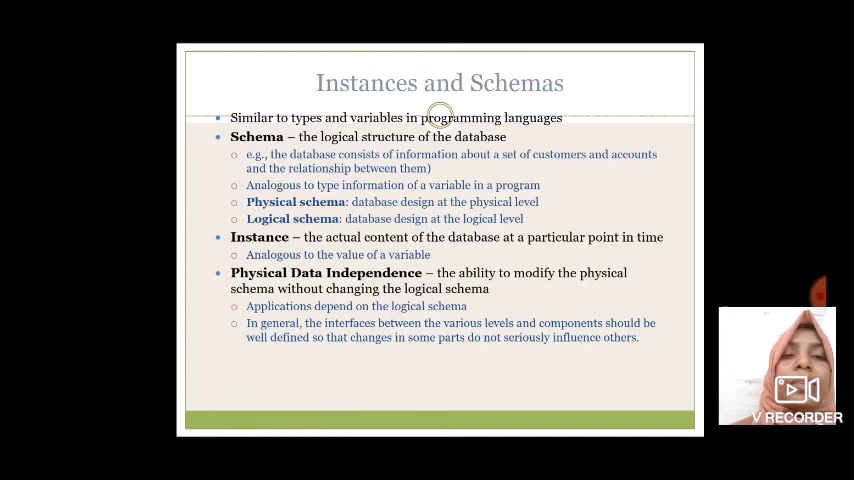 Instances and Schemas
Similar to types and variables in programming languages
Schema – the logical structure of the database
e.g., the database consists of information about a set of customers and accounts
and the relationship between them)
Analogous to type information of a variable in a program
Physical schema: database design at the physical level
Logical schema: database design at the logical level
Instance – the actual content of the database at a particular point in time
Analogous to the value of a variable
Physical Data Independence – the ability to modify the physical
schema without changing the logical schema
Applications depend on the logical schema
In general, the interfaces between the various levels and components should be
well defined so that changes in some parts do not seriously influence others.
V RECORDER